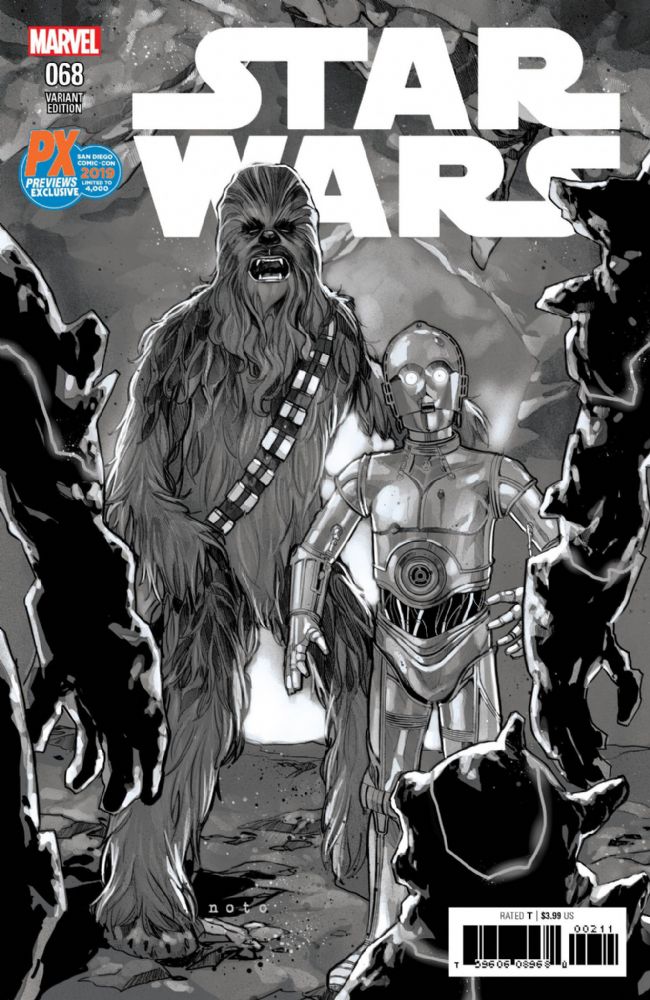 MARVEL
068
VARIANT
EDITION
STAR
WARS
PX
PREVIEWS
EXCLUSIVE
SAN DIEGO
COMIC-CON
2019
LIMITED TO
4,000
noto
RATED T | $3.99 US
00211